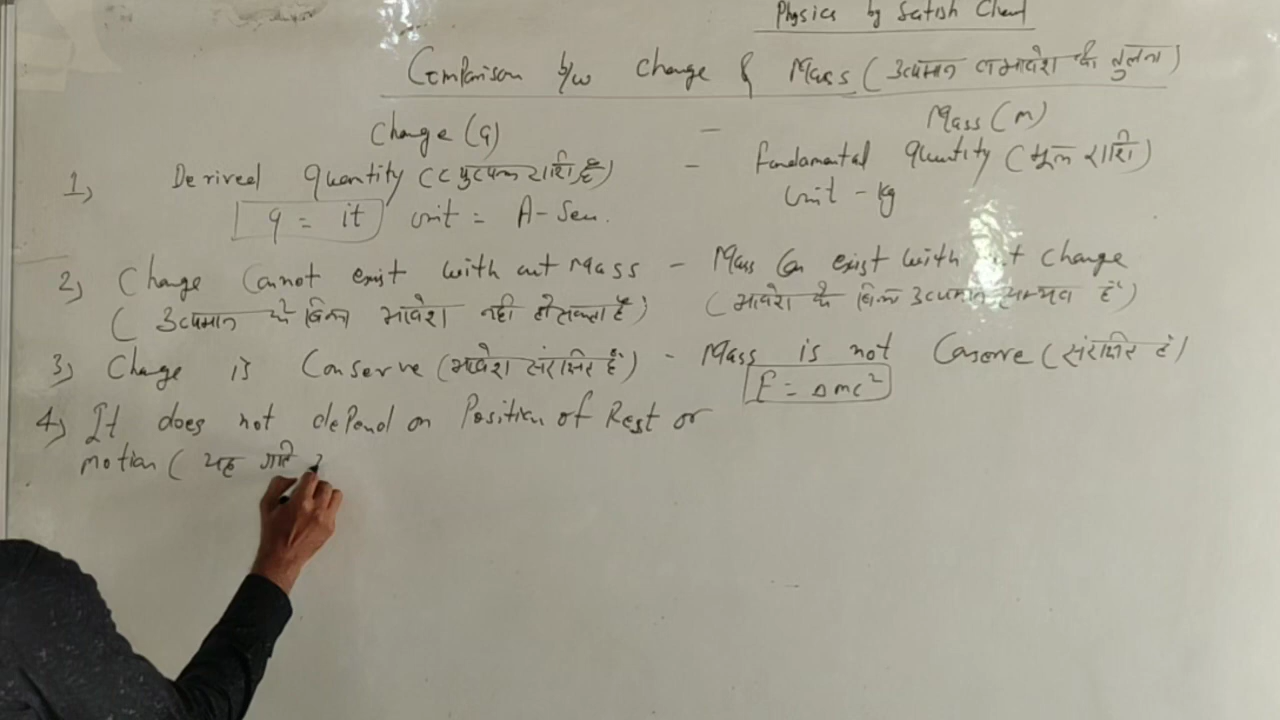 Physics by Satish Chand
Comparison b/w Charge & Mass (द्रव्यमान व आवेश की तुलना)
Charge (q) - Mass (m)
1) Derived Quantity (व्युत्पन्न राशि है) - Fundamental Quantity (मूल राशि)
q = it unit = A-Sec. unit - kg
2) Charge Cannot exist with out Mass - Mass Can exist without charge
(द्रव्यमान के बिना आवेश नही हो सकता है) (आवेश के बिना द्रव्यमान सम्भव है)
3) Charge is Conserve (आवेश संरक्षित है) - Mass is not Conserve (संरक्षित है)
E = Δmc²
4) It does not depend on Position of Rest or
motion (यह गति